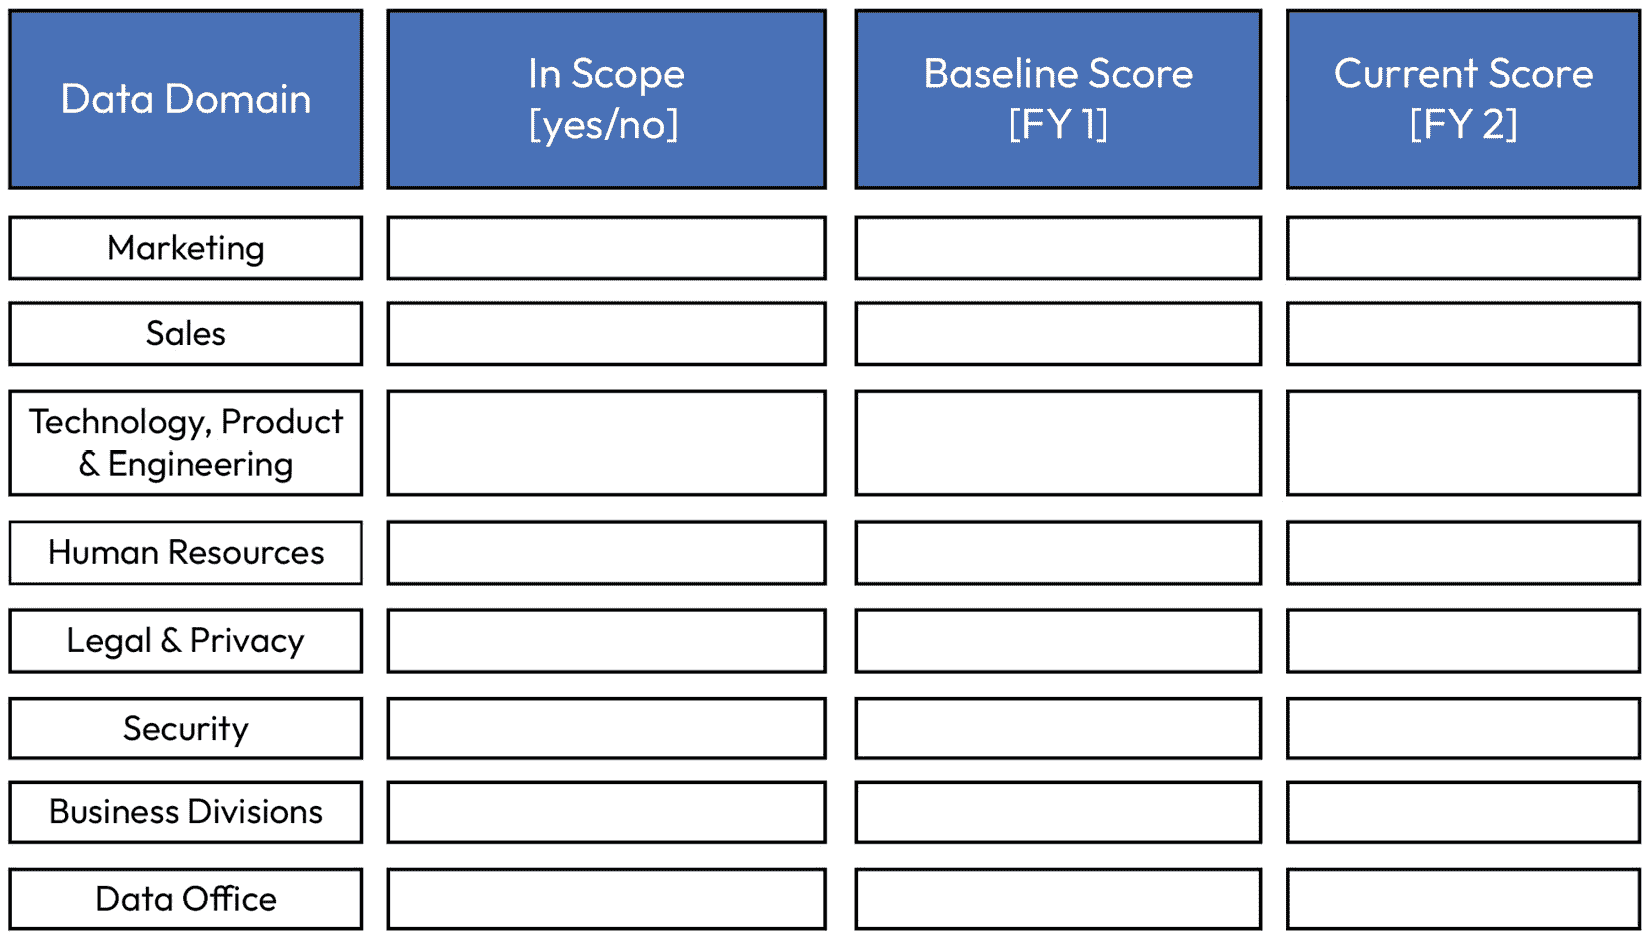 Data Domain
In Scope
[yes/no]
Baseline Score
[FY 1]
Current Score
[FY 2]
Marketing
Sales
Technology, Product
& Engineering
Human Resources
Legal & Privacy
Security
Business Divisions
Data Office